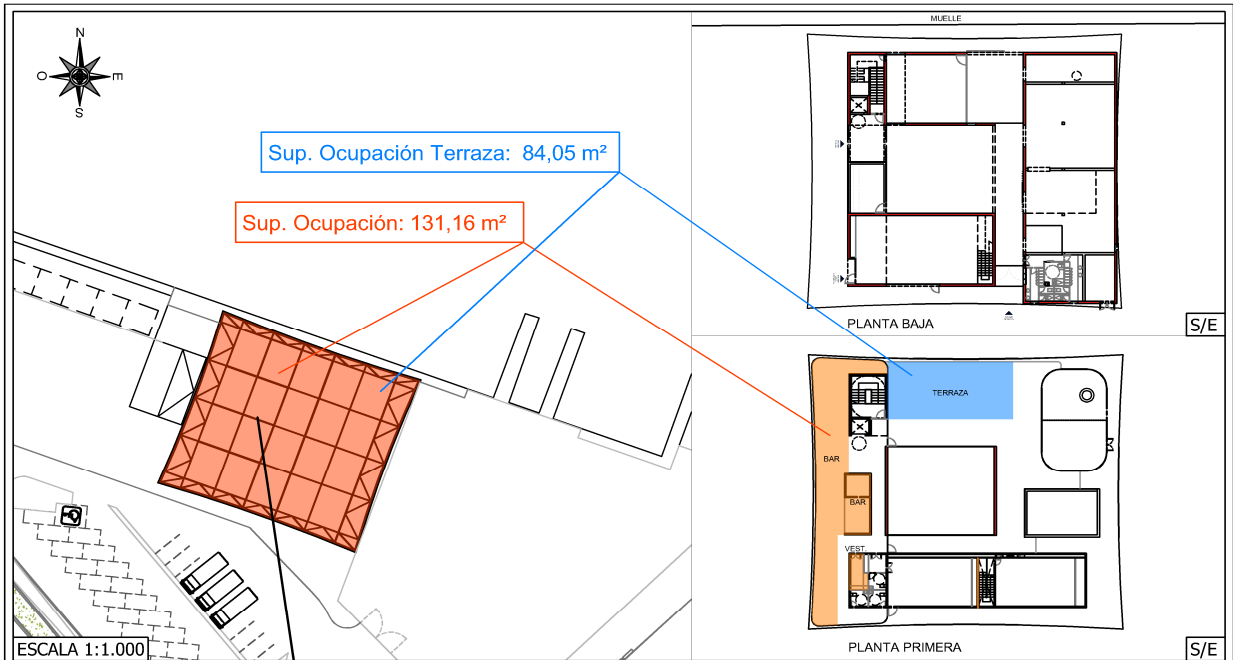 N
O
E
S
Sup. Ocupación Terraza: 84,05 m²
Sup. Ocupación: 131,16 m²
ESCALA 1:1.000
MUELLE
PLANTA BAJA
S/E
TERRAZA
BAR
BAR
VEST.
PLANTA PRIMERA
S/E